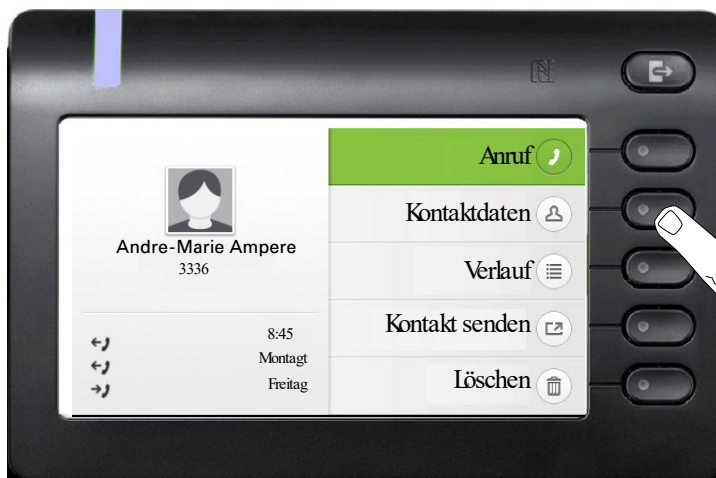 Andre-Marie Ampere
3336
8:45
Montagt
Freitag
Anruf
Kontaktdaten
Verlauf
Kontakt senden
Löschen